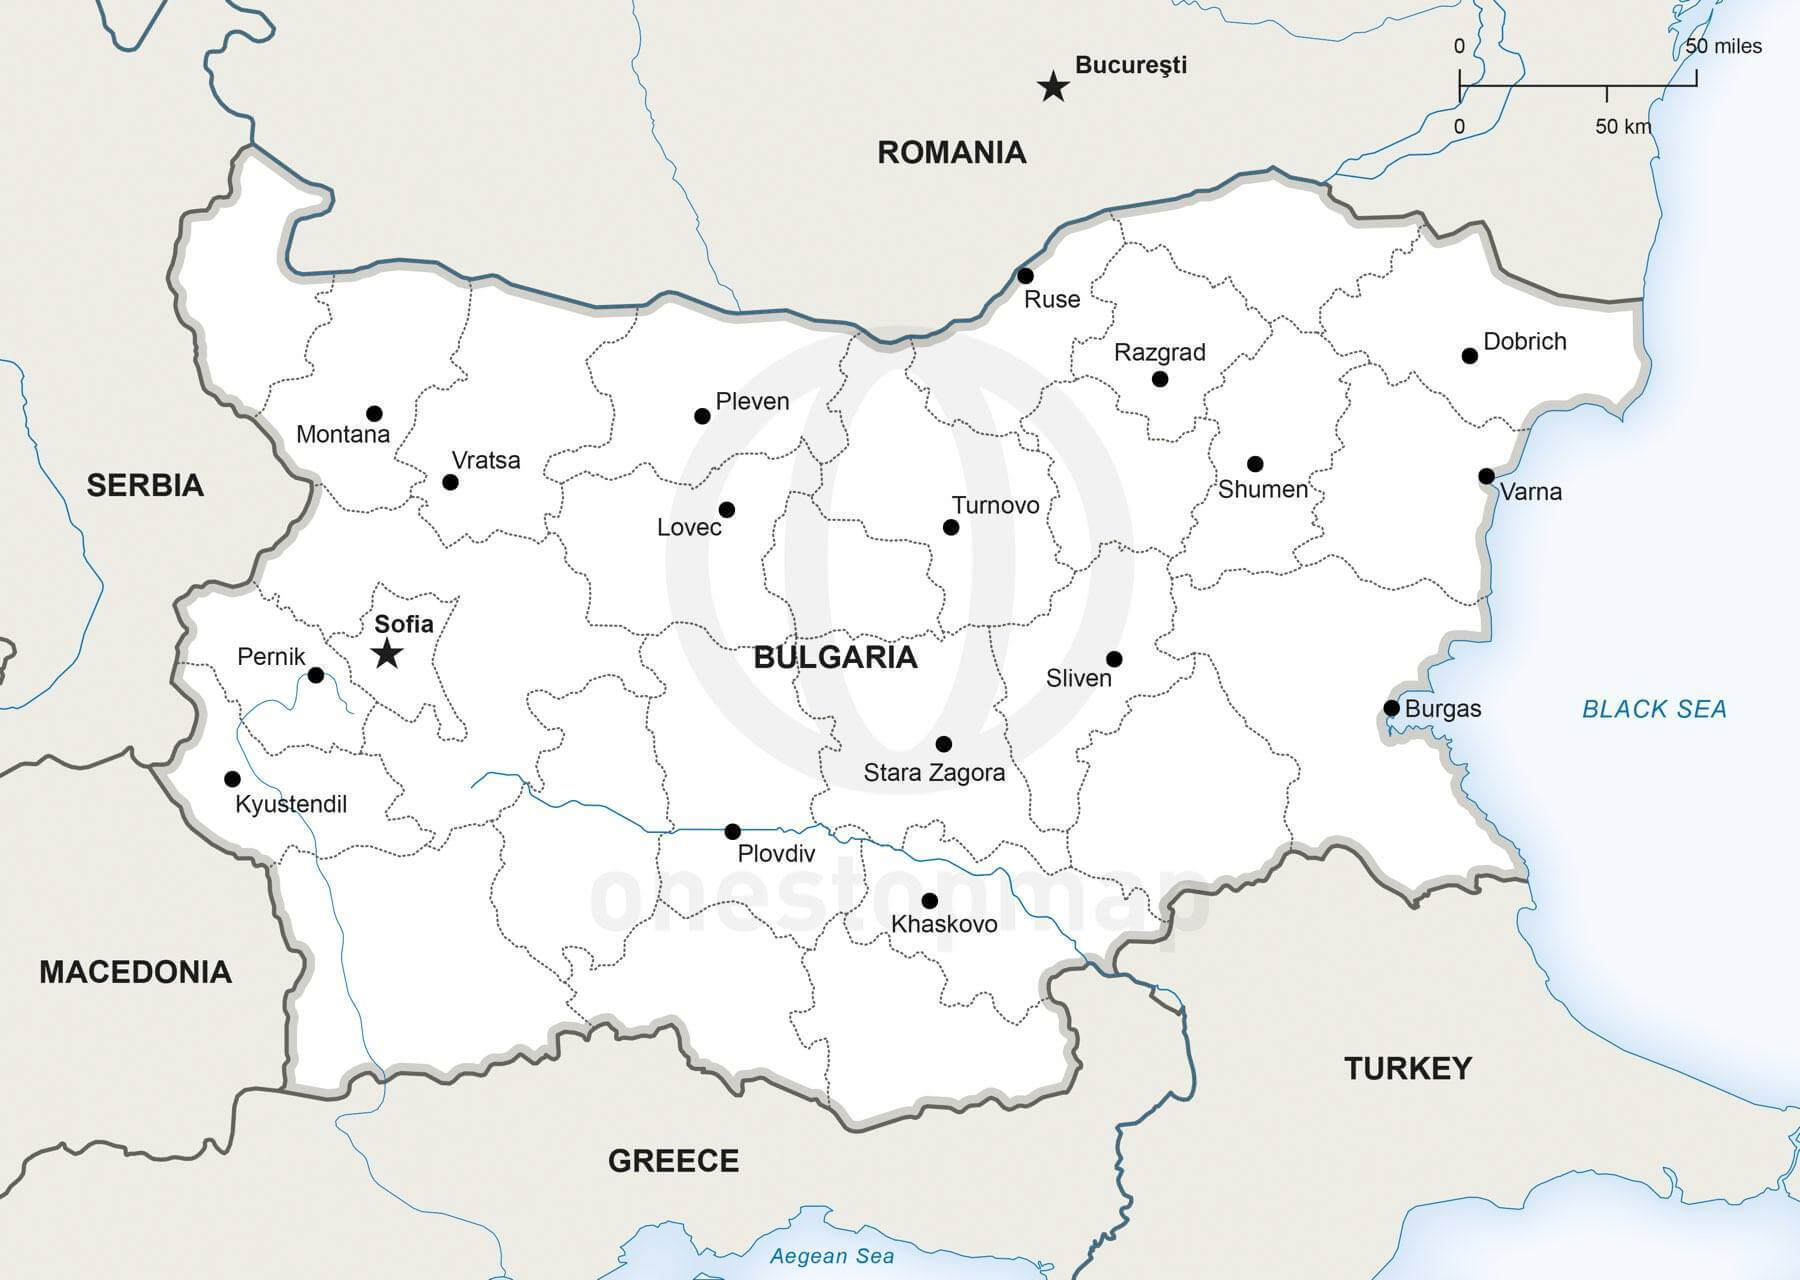 0
50 miles
București
0
50 km
ROMANIA
Ruse
Dobrich
Razgrad
Pleven
Montana
Vratsa
Shumen
SERBIA
Varna
Turnovo
Lovec
Sofia
Pernik
BULGARIA
Sliven
Burgas
BLACK SEA
Stara Zagora
Kyustendil
Plovdiv
onestopmap
Khaskovo
MACEDONIA
TURKEY
GREECE
Aegean Sea